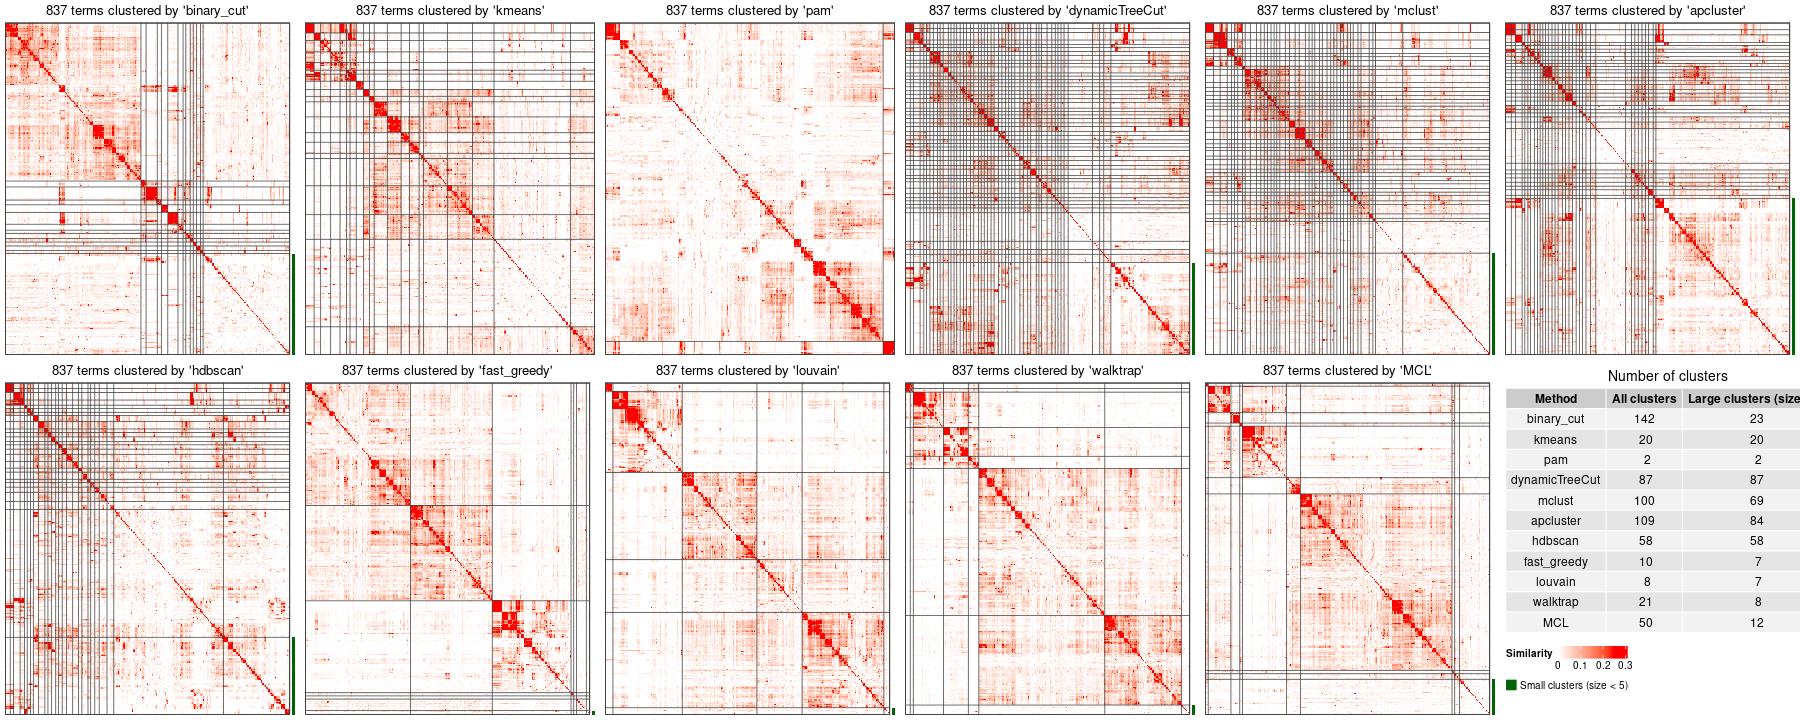 837 terms clustered by 'binary_cut'
837 terms clustered by 'kmeans'
837 terms clustered by 'pam'
837 terms clustered by 'dynamicTreeCut'
837 terms clustered by 'mclust'
837 terms clustered by 'apcluster'
837 terms clustered by 'hdbscan'
837 terms clustered by 'fast_greedy'
837 terms clustered by 'louvain'
837 terms clustered by 'walktrap'
837 terms clustered by 'MCL'
Number of clusters
Method All clusters Large clusters (size
binary_cut 142 23
kmeans 20 20
pam 2 2
dynamicTreeCut 87 87
mclust 100 69
apcluster 109 84
hdbscan 58 58
fast_greedy 10 7
louvain 8 7
walktrap 21 8
MCL 50 12
Similarity
0 0.1 0.2 0.3
Small clusters (size < 5)